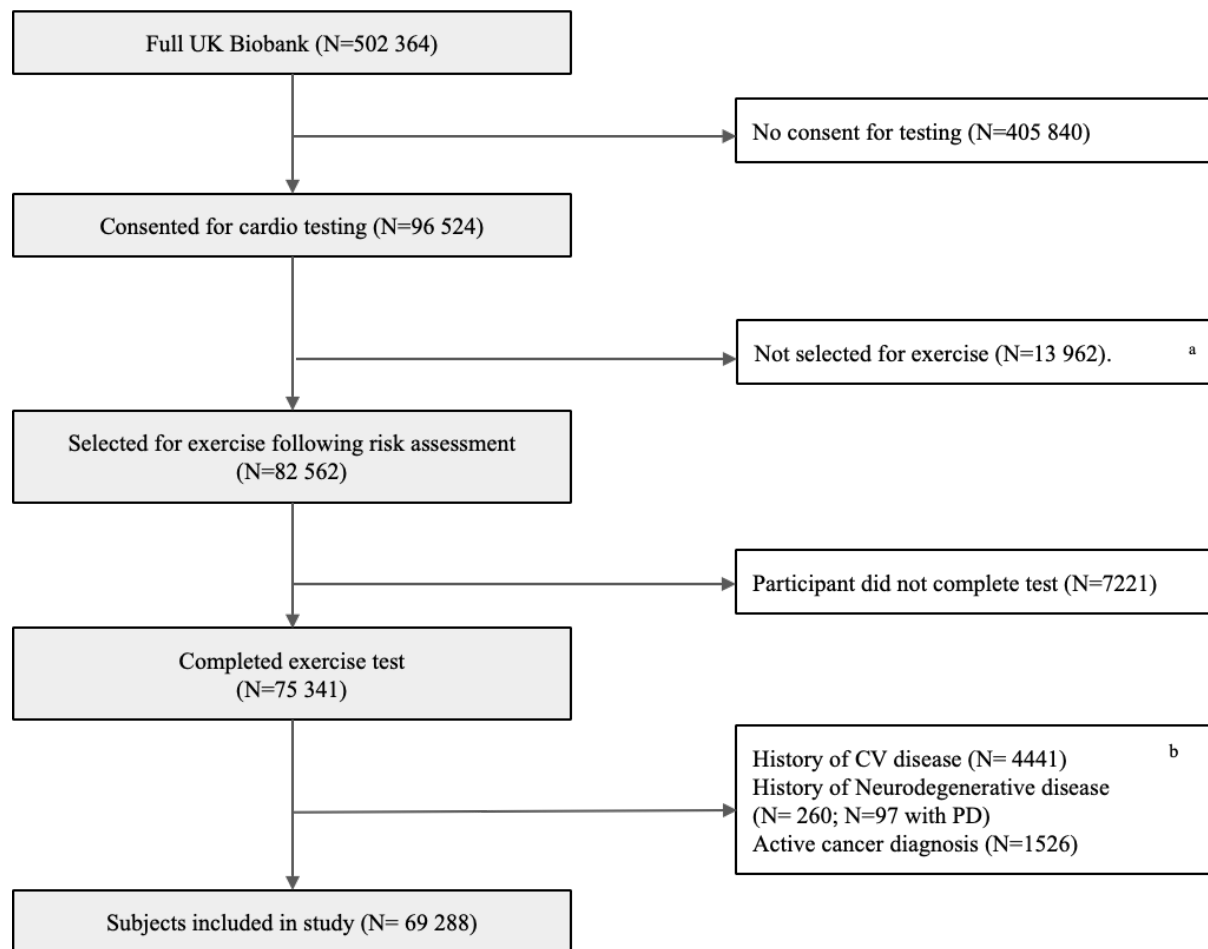 Full UK Biobank (N=502 364)
No consent for testing (N=405 840)
Consented for cardio testing (N=96 524)
Not selected for exercise (N=13 962). a
Selected for exercise following risk assessment
(N=82 562)
Participant did not complete test (N=7221)
Completed exercise test
(N=75 341)
History of CV disease (N= 4441) b
History of Neurodegenerative disease
(N= 260; N=97 with PD)
Active cancer diagnosis (N=1526)
Subjects included in study (N= 69 288)